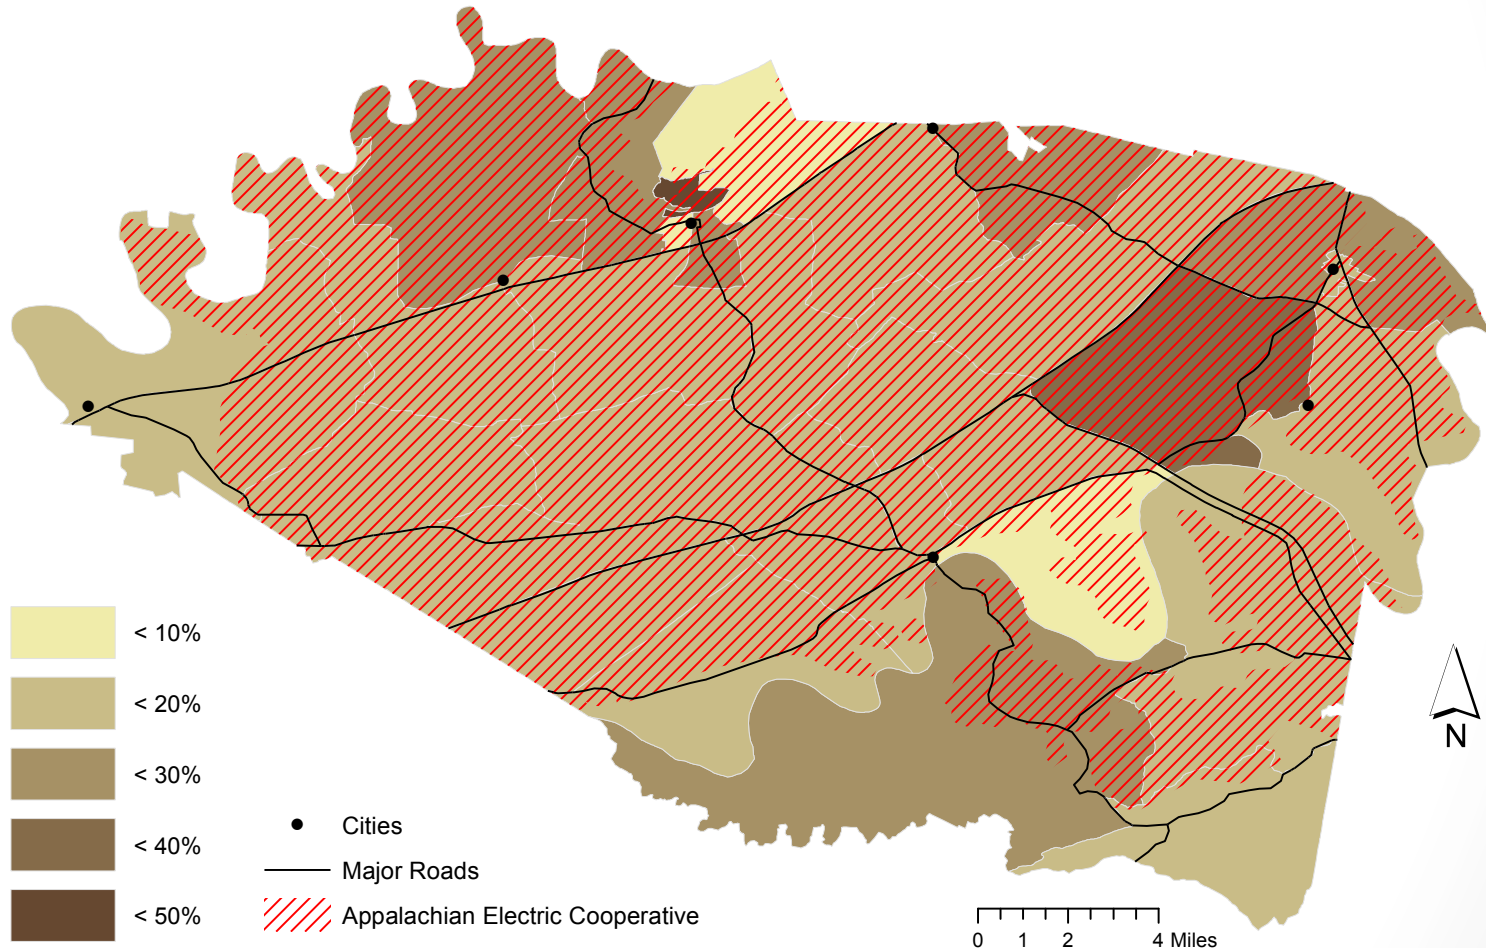 < 10%
< 20%
< 30%
< 40%
< 50%
Cities
Major Roads
Appalachian Electric Cooperative
0 1 2 4 Miles
N